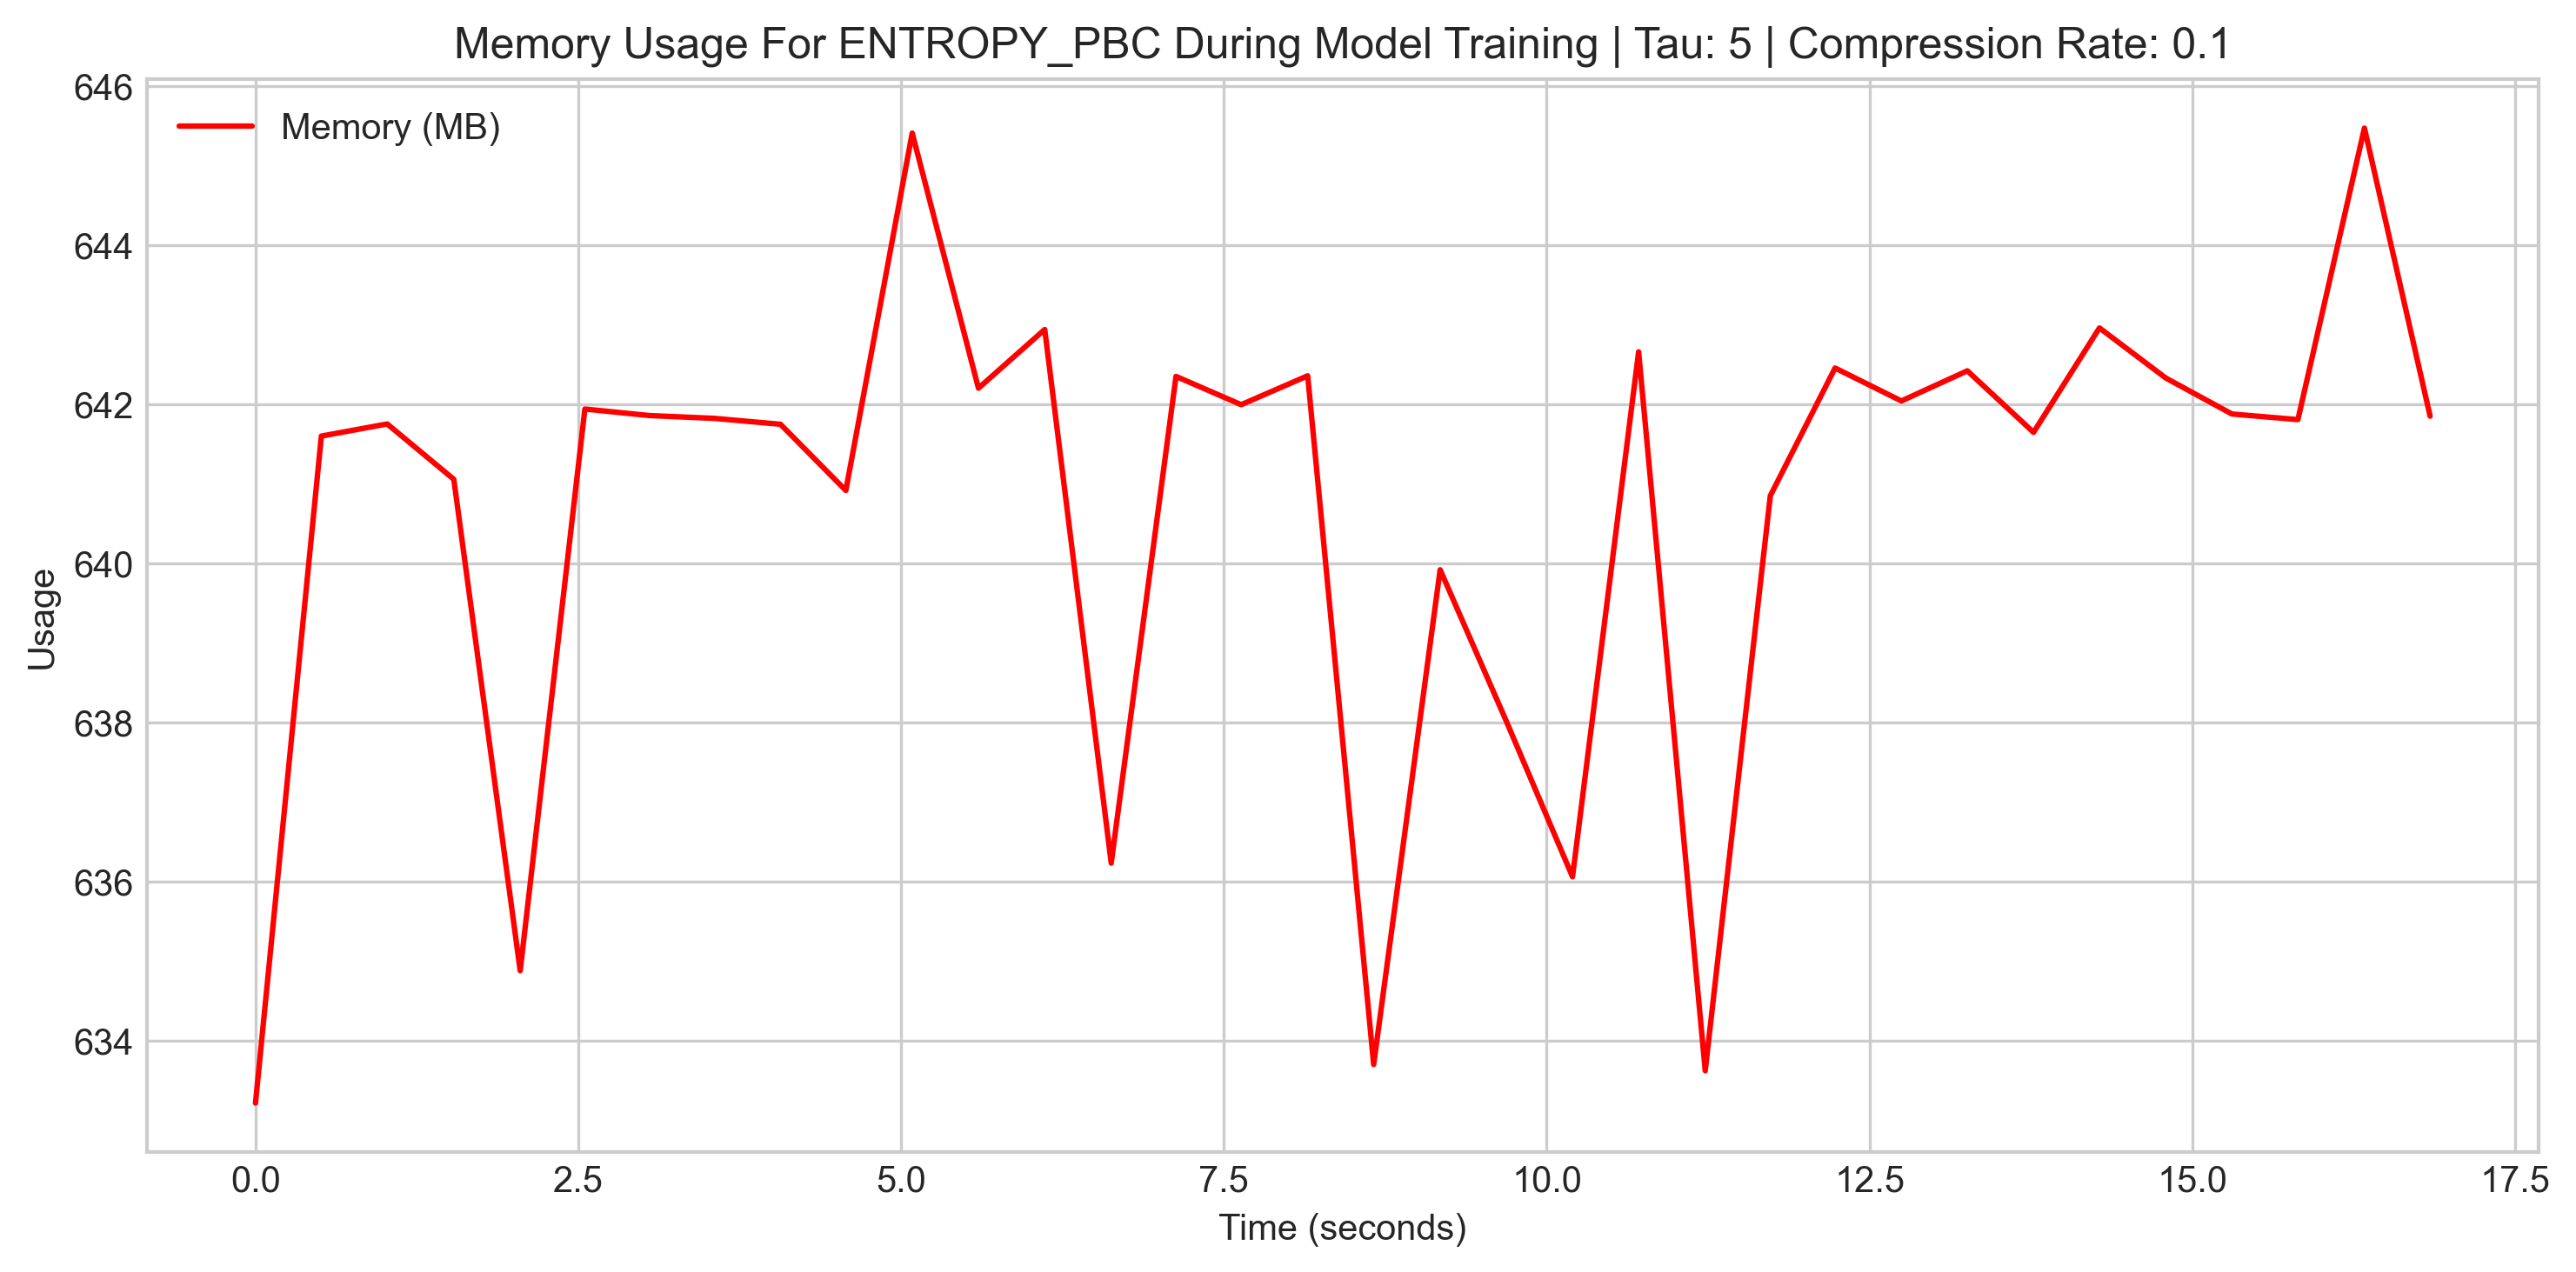 Memory Usage For ENTROPY_PBC During Model Training | Tau: 5 | Compression Rate: 0.1
Memory (MB)
646
644
642
640
638
636
634
Usage
0.0 2.5 5.0 7.5 10.0 12.5 15.0 17.5
Time (seconds)